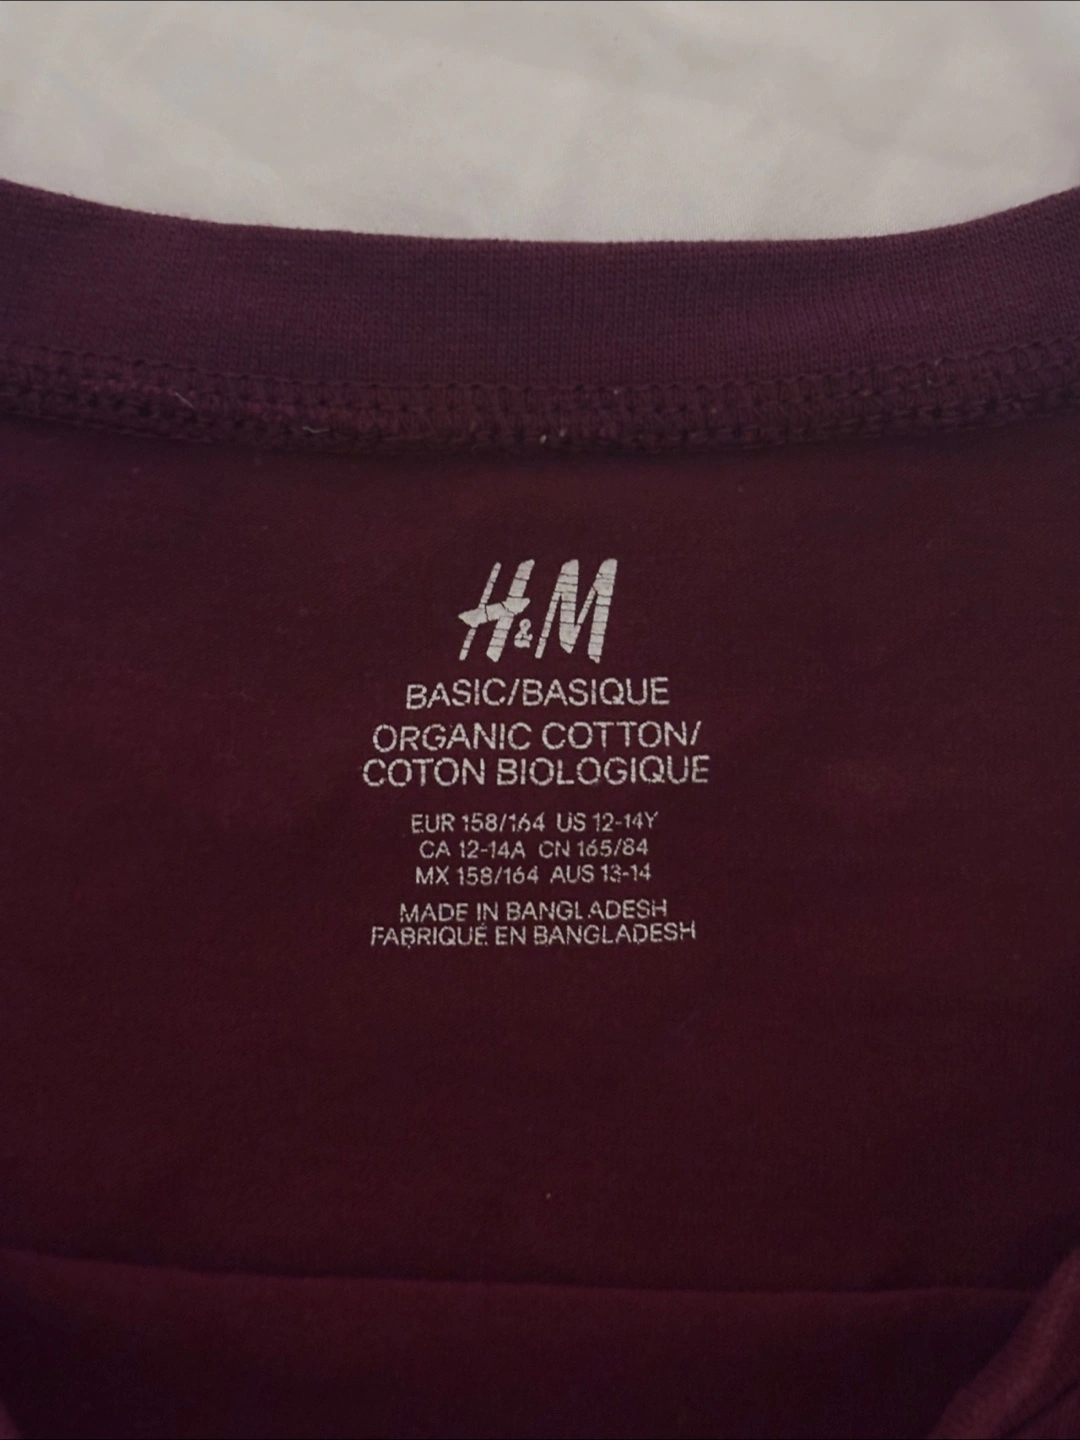 H&M
BASIC/BASIQUE
ORGANIC COTTON/
COTON BIOLOGIQUE
EUR 158/164 US 12-14Y
CA 12-14A CN 165/84
MX 158/164 AUS 13-14
MADE IN BANGLADESH
FABRIQUÉ EN BANGLADESH